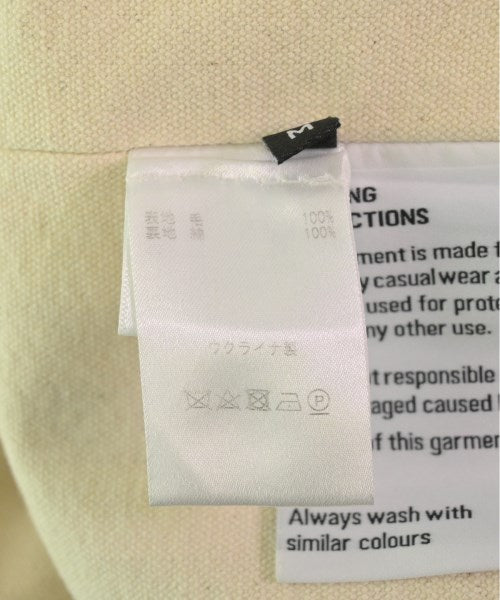 M
表地 毛 100%
裏地 綿 100%
ウクライナ製
P
NG
CTIONS
ment is made f
y casual wear a
used for prote
ny other use.
t responsible
aged caused
f this garmen
Always wash with
similar colours